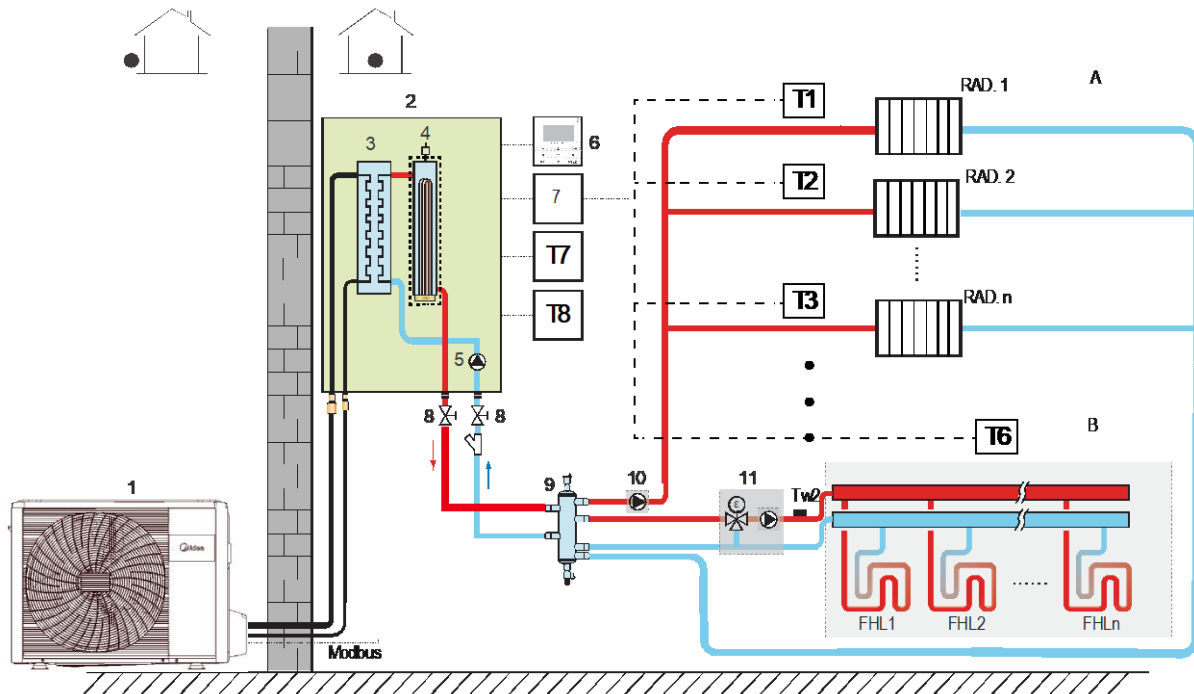 T1
RAD. 1
A
2
3
4
6
T2
RAD. 2
7
T7
T3
RAD. n
T8
5
8
8
T6
B
1
9
10
11
Tw2
Midea
FHL1
FHL2
......
FHLn
Modbus